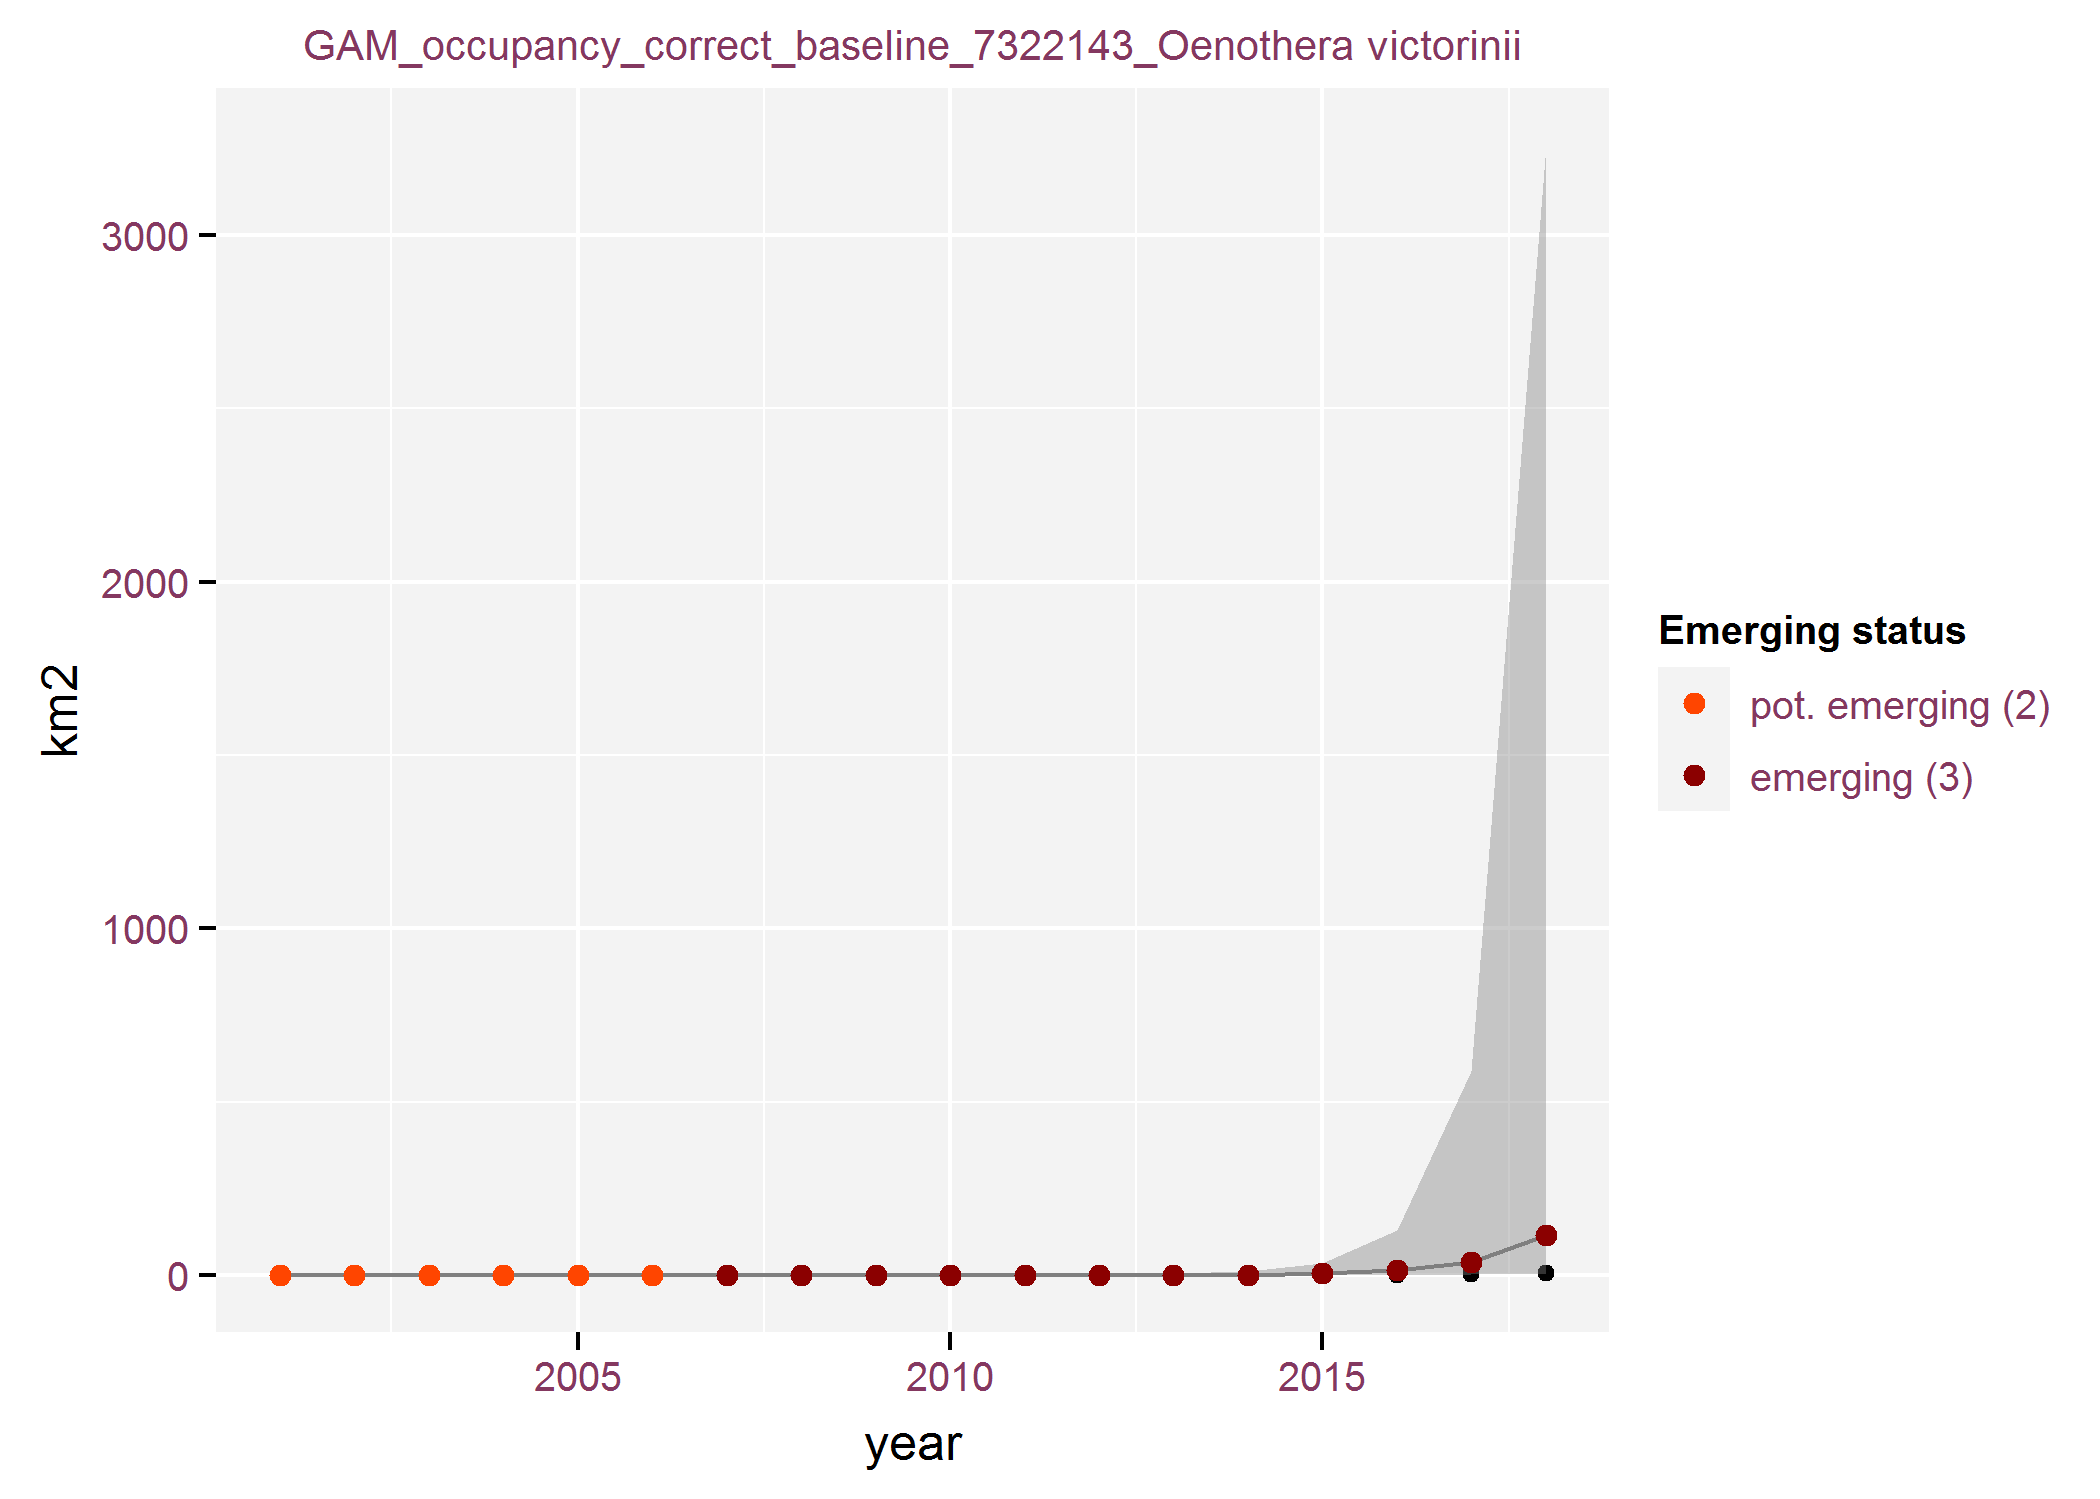 GAM_occupancy_correct_baseline_7322143_Oenothera victorinii
3000
2000
1000
0
km2
2005
2010
2015
year
Emerging status
pot. emerging (2)
emerging (3)